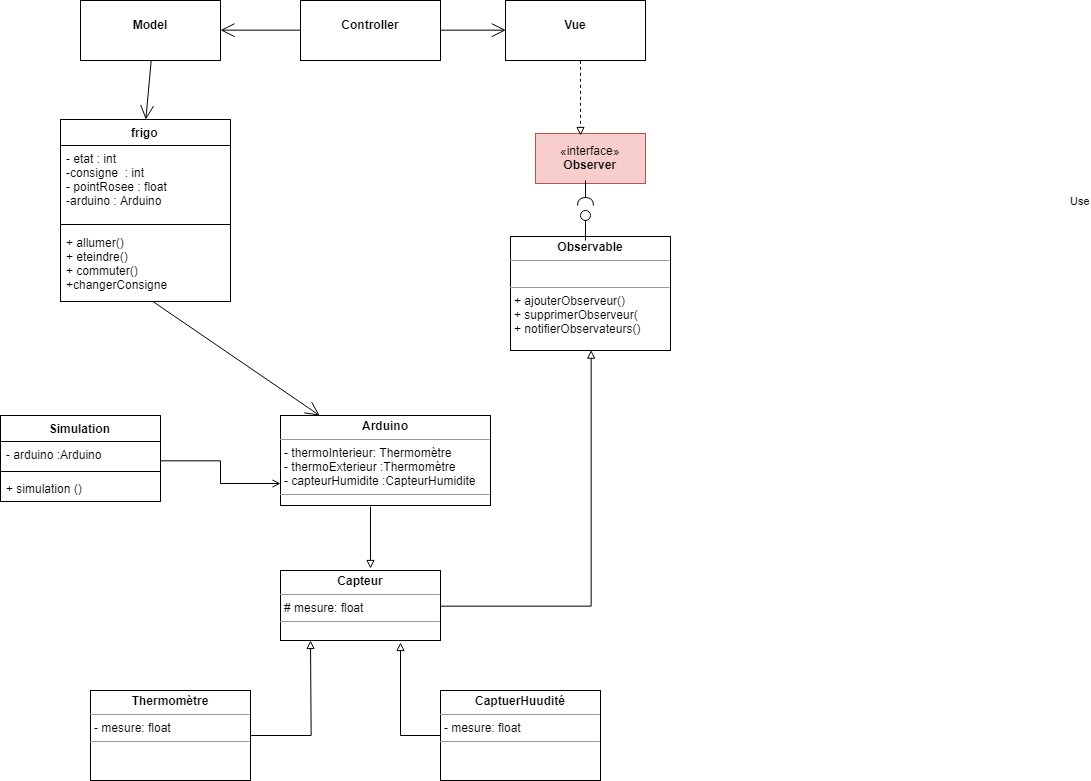 Model
Controller
Vue
frigo
- etat : int
-consigne  : int
- pointRosee : float
-arduino : Arduino
+ allumer()
+ eteindre()
+ commuter()
+changerConsigne
«interface»
Observer
Use
Observable
+ ajouterObserveur()
+ supprimerObserveur(
+ notifierObservateurs()
Simulation
- arduino :Arduino
+ simulation ()
Arduino
- thermoInterieur: Thermomètre
- thermoExterieur :Thermomètre
- capteurHumidite :CapteurHumidite
Capteur
# mesure: float
Thermomètre
- mesure: float
CaptuerHuudité
- mesure: float